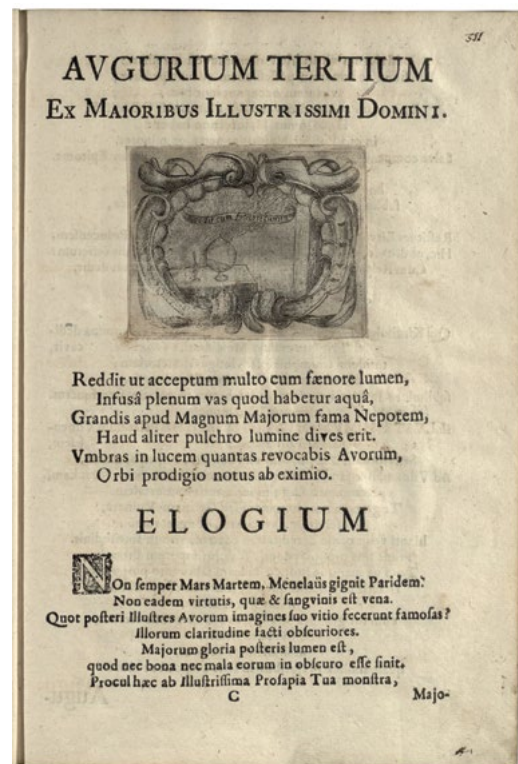 AVGURIUM TERTIUM
EX MAIORIBUS ILLUSTRISSIMI DOMINI.
Reddit ut acceptum multo cum fænore lumen,
Infusâ plenum vas quod habetur aquâ,
Grandis apud Magnum Majorum fama Nepotem,
Haud aliter pulchro lumine dives erit.
Vmbras in lucem quantas revocabis Avorum,
Orbi prodigio notus ab eximio.
ELOGIUM
NOn semper Mars Martem, Menelaüs gignit Paridem?
Non eadem virtutis, quæ & sangvinis est vena.
Quot posteri Illustres Avorum imagines suo vitio fecerunt famosas?
Illorum claritudine facti obscuriores.
Majorum gloria posteris lumen est,
quod nec bona nec mala eorum in obscuro esse sinit.
Procul hæc ab Illustrissima Prosapia Tua monstra,
C
Majo-